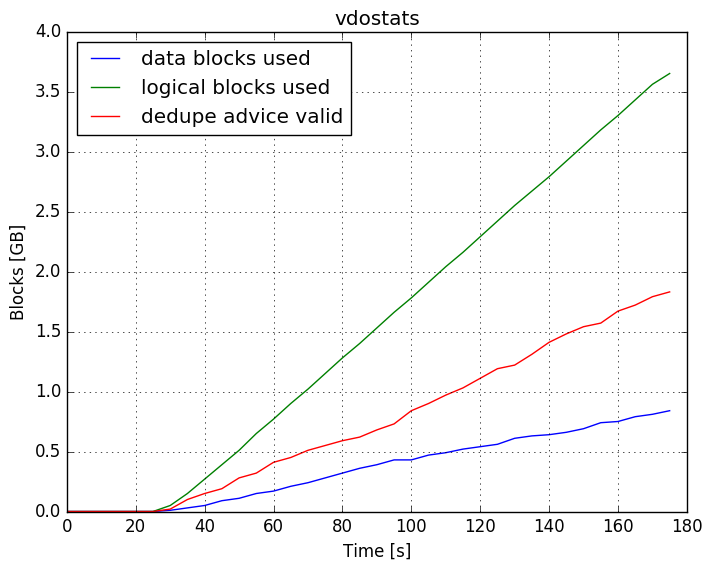 vdostats
data blocks used
logical blocks used
dedupe advice valid
Blocks [GB]
4.0
3.5
3.0
2.5
2.0
1.5
1.0
0.5
0.0
0 20 40 60 80 100 120 140 160 180
Time [s]